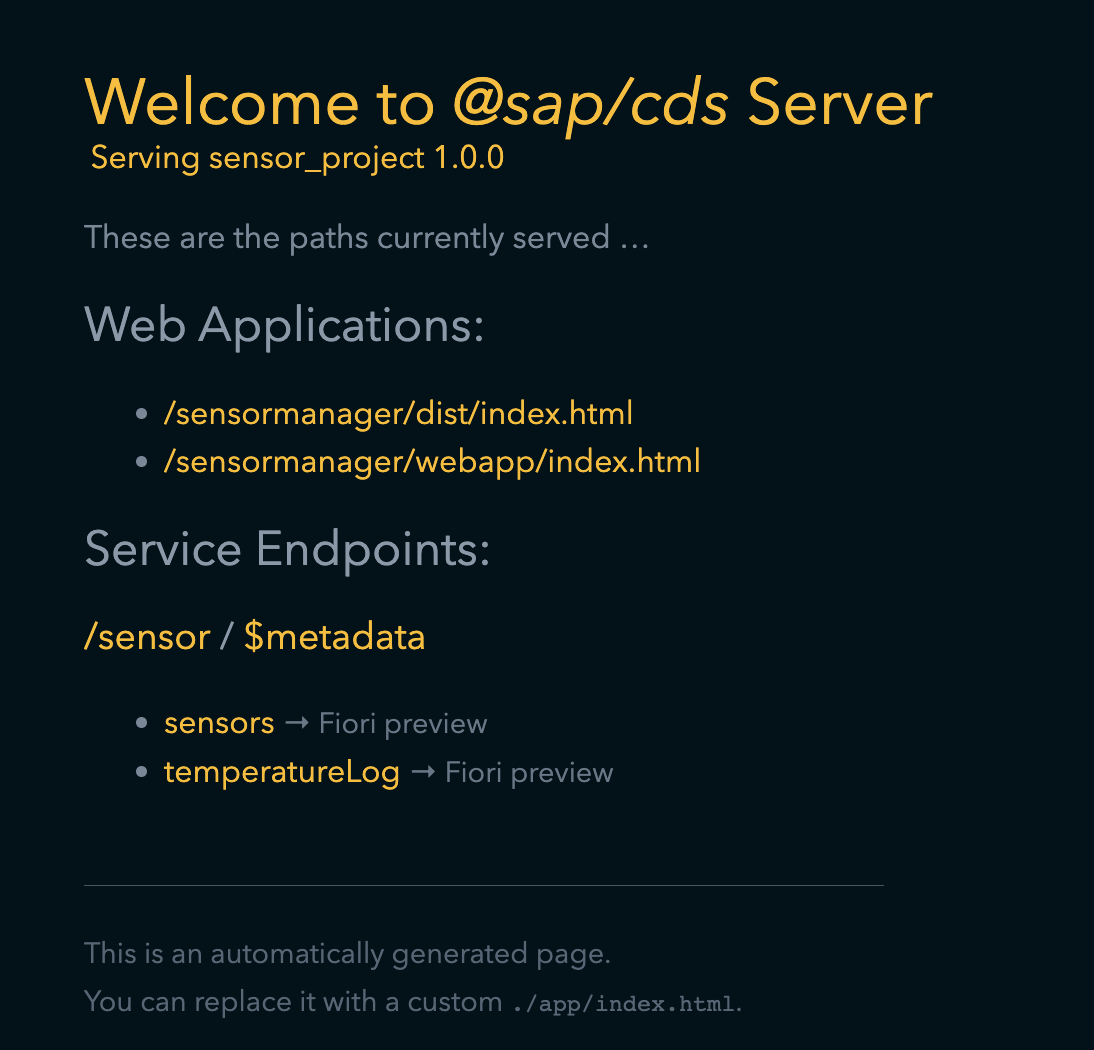 Welcome to @sap/cds Server
Serving sensor_project 1.0.0
These are the paths currently served …
Web Applications:
/sensormanager/dist/index.html
/sensormanager/webapp/index.html
Service Endpoints:
/sensor / $metadata
sensors → Fiori preview
temperatureLog → Fiori preview
This is an automatically generated page.
You can replace it with a custom ./app/index.html.